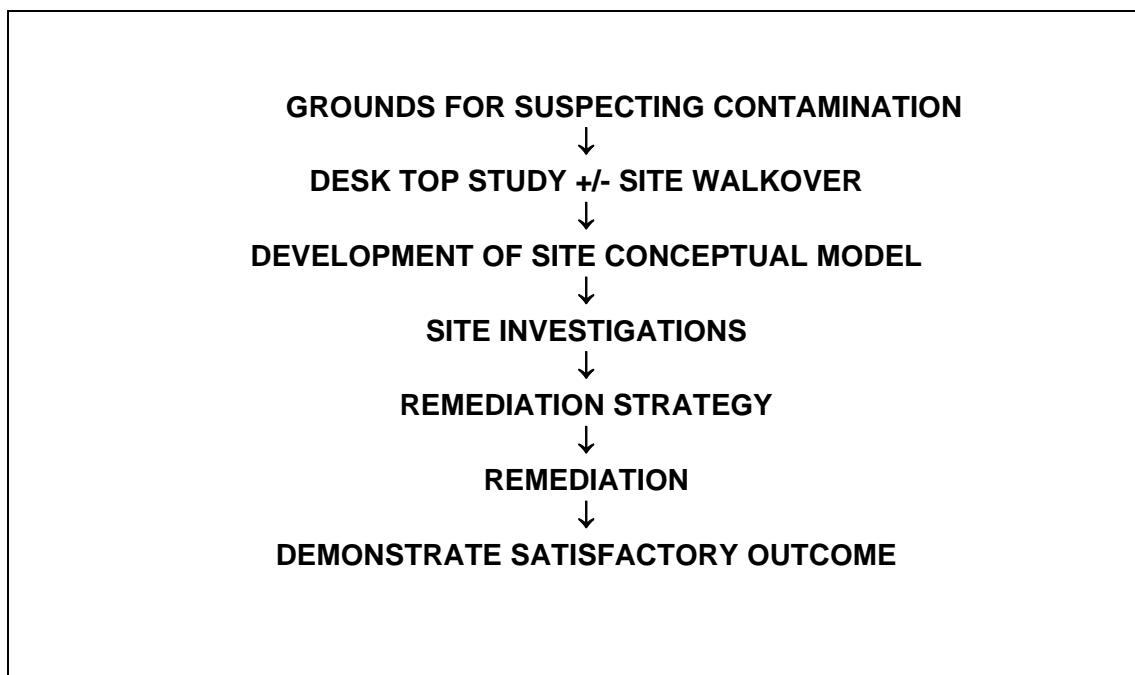 GROUNDS FOR SUSPECTING CONTAMINATION
↓
DESK TOP STUDY +/- SITE WALKOVER
↓
DEVELOPMENT OF SITE CONCEPTUAL MODEL
↓
SITE INVESTIGATIONS
↓
REMEDIATION STRATEGY
↓
REMEDIATION
↓
DEMONSTRATE SATISFACTORY OUTCOME